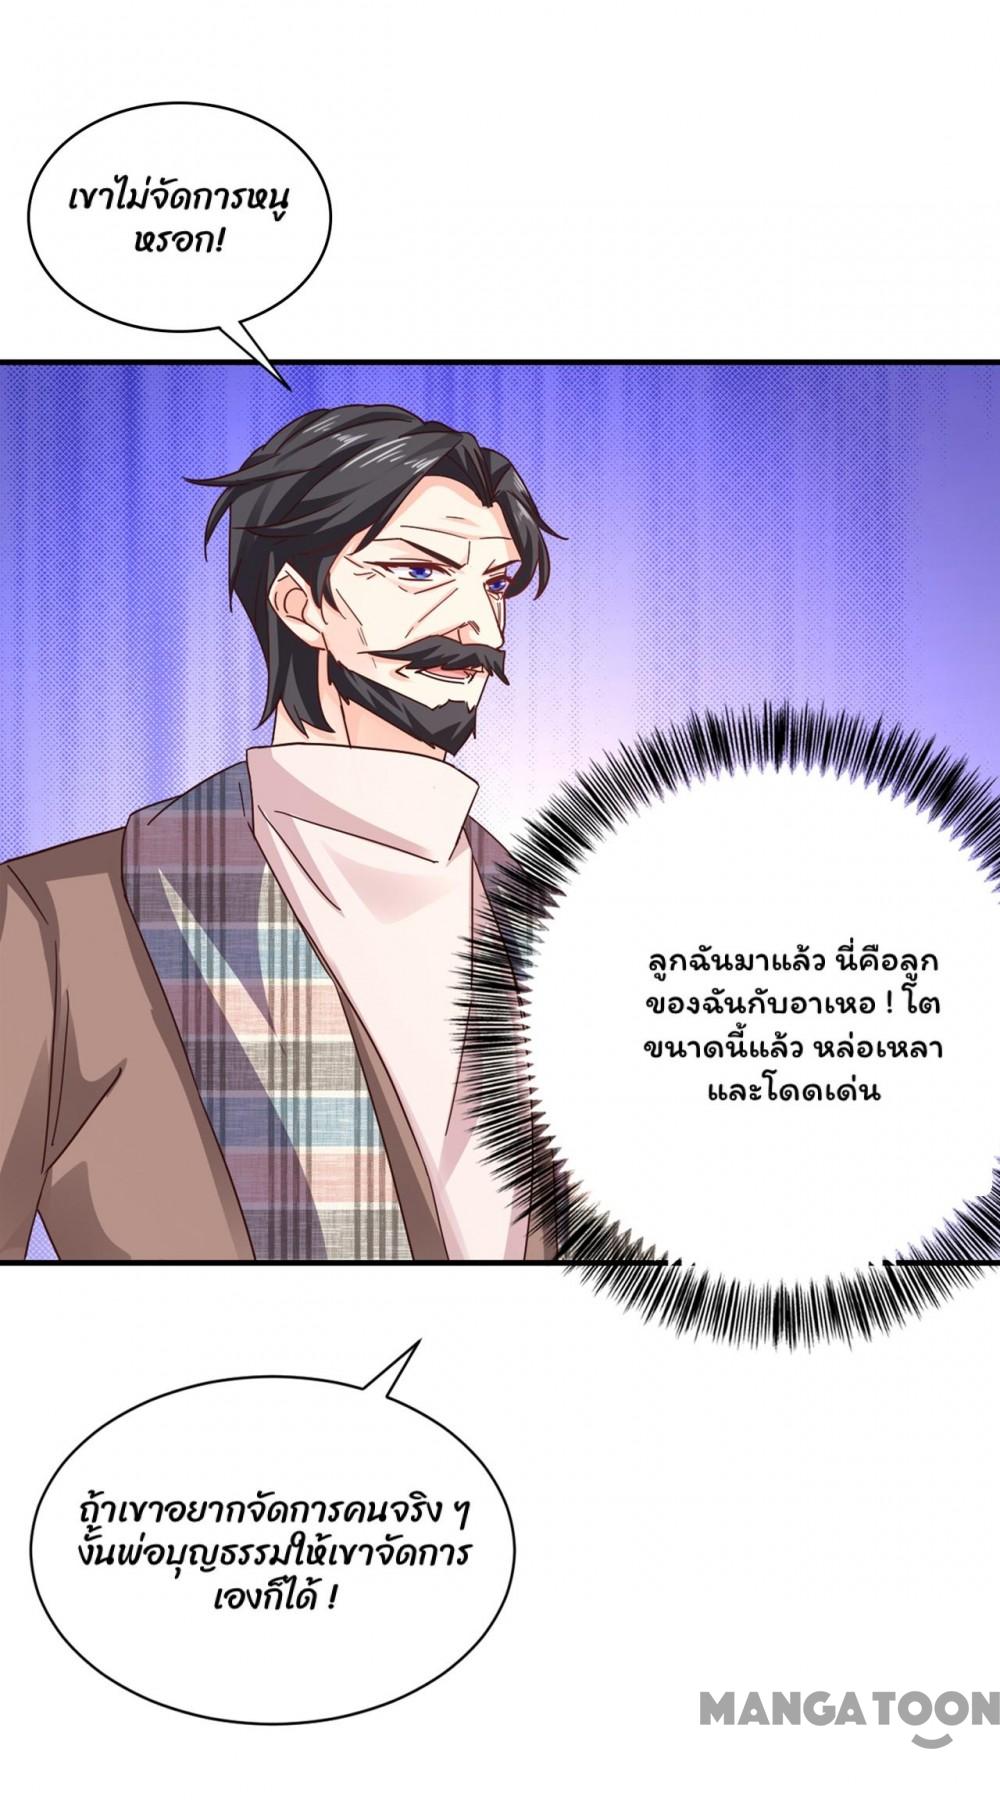 เขาไม่จัดการหนู
หรอก!
ลูกฉันมาแล้ว นี่คือลูก
ของฉันกับอาเหอ ! โต
ขนาดนี้แล้ว หล่อเหลา
และโดดเด่น
ถ้าเขาอยากจัดการคนจริง ๆ
งั้นพ่อบุญธรรมให้เขาจัดการ
เองก็ได้ !
MANGATOON